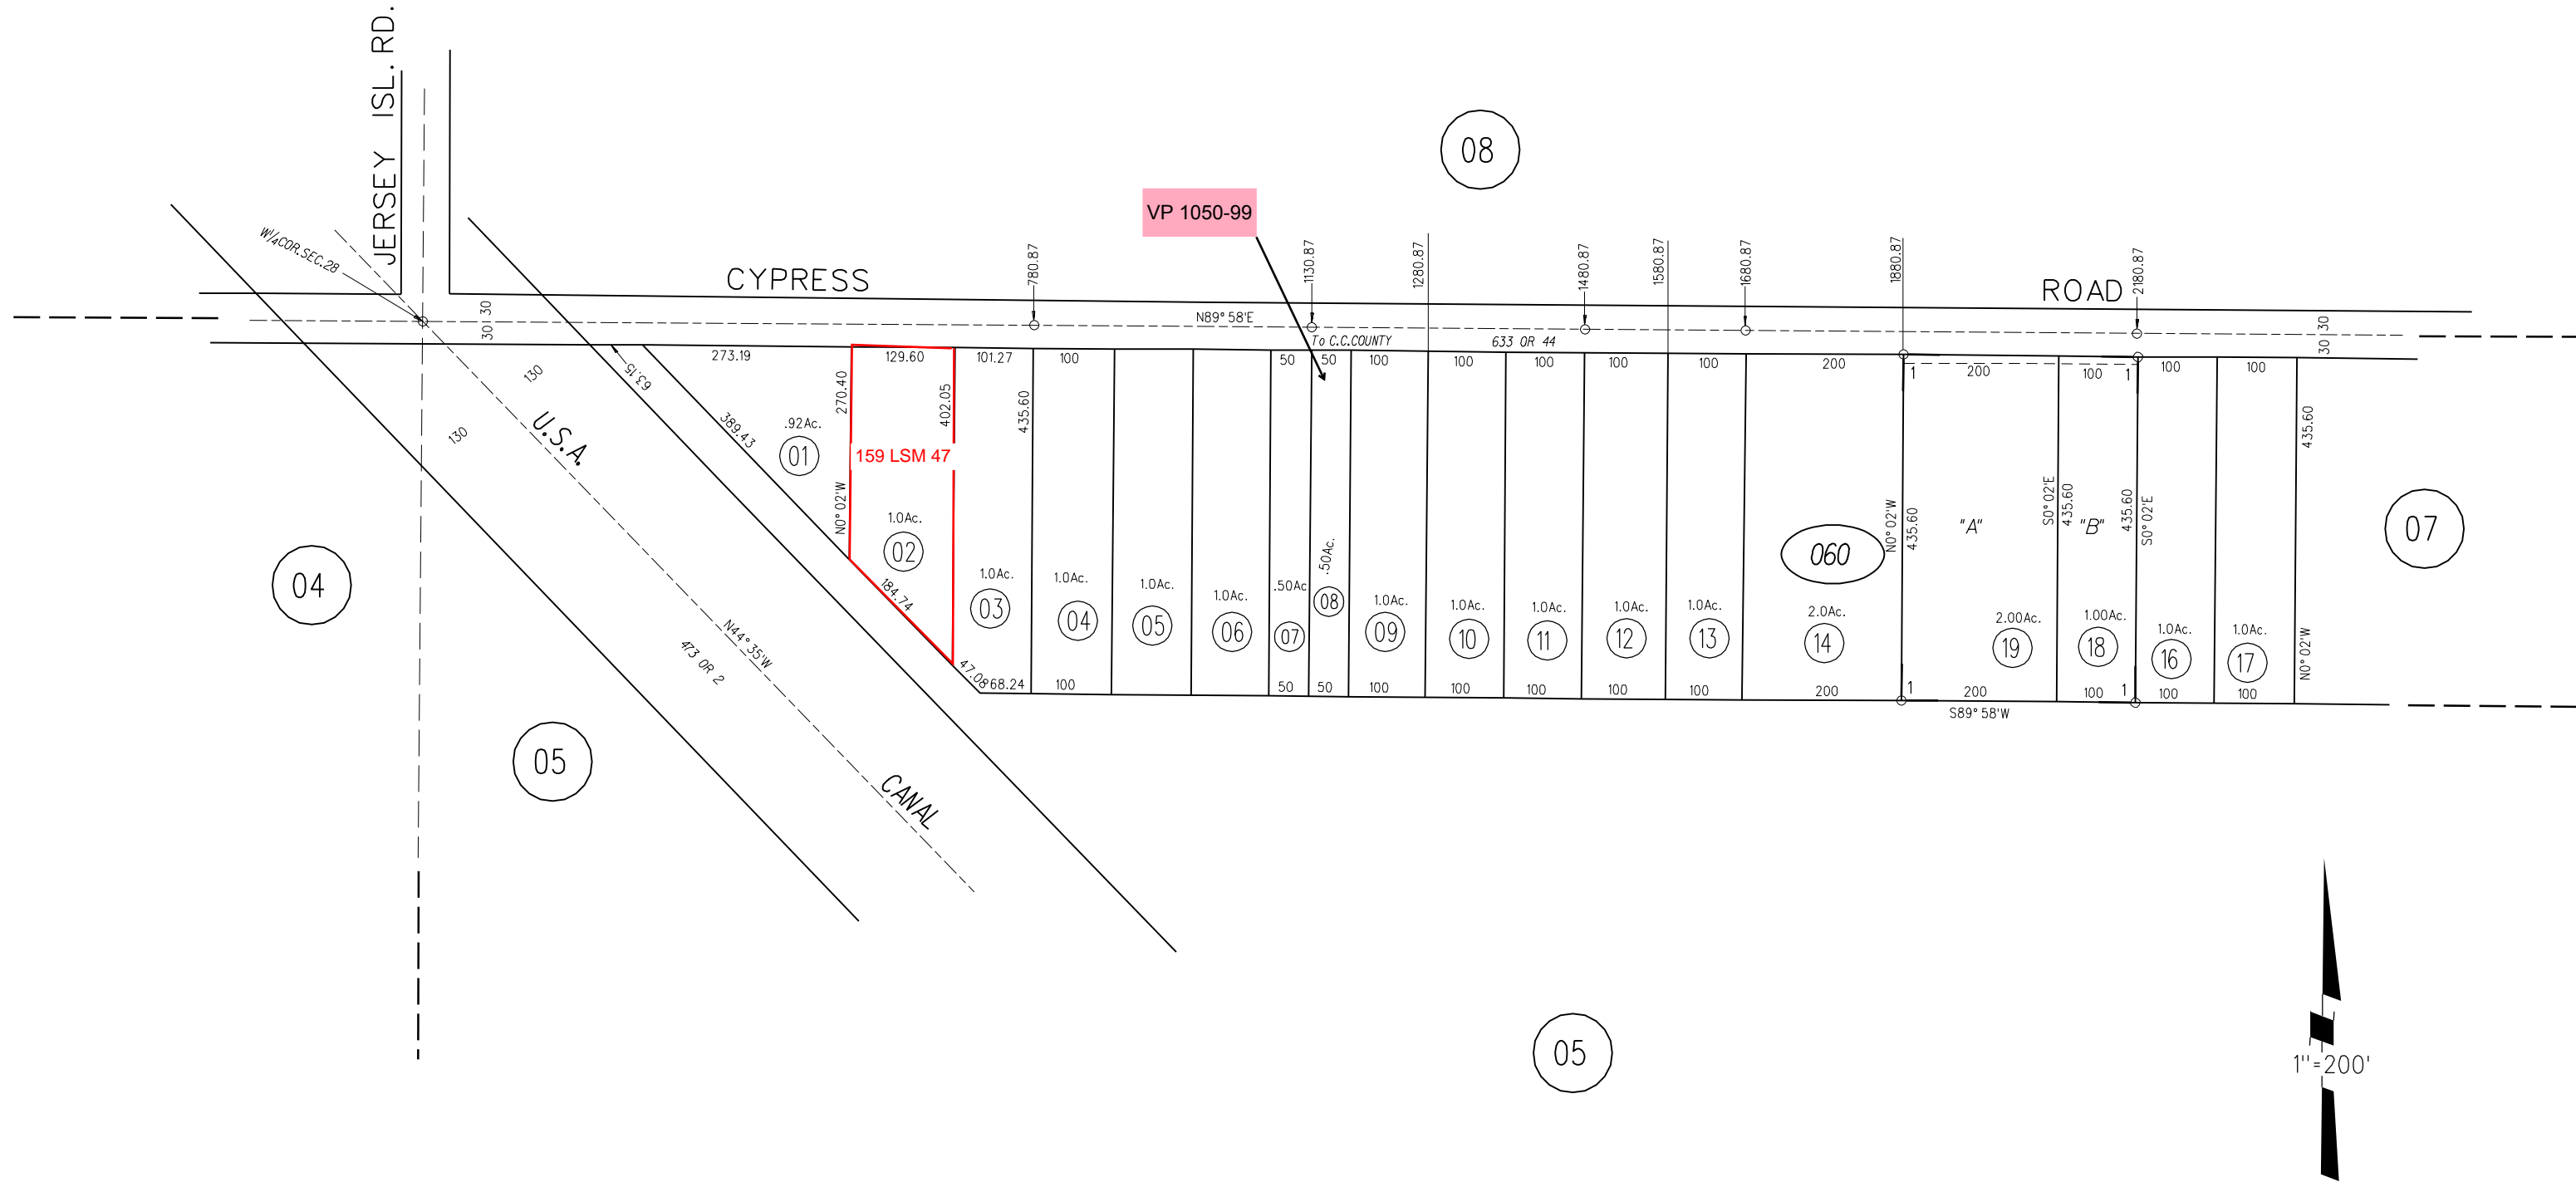 JERSEY ISL. RD.
08
VP 1050-99
W1/4COR.SEC.28
CYPRESS
ROAD
780.87
1130.87
1280.87
1480.87
1580.87
1680.87
1880.87
2180.87
30
30
N89° 58'E
To C.C.COUNTY
633 OR 44
30
30
273.19
129.60
101.27
100
50
50
100
100
100
100
100
200
1
200
100
1
100
100
63.15
130
130
U.S.A.
389.43
.92Ac.
01
270.40
N0° 02'W
402.05
159 LSM 47
1.0Ac.
02
184.74
435.60
1.0Ac.
03
47.08
68.24
1.0Ac.
04
100
1.0Ac.
05
1.0Ac.
06
.50Ac
07
50
.50Ac.
08
50
1.0Ac.
09
100
1.0Ac.
10
100
1.0Ac.
11
100
1.0Ac.
12
100
1.0Ac.
13
100
060
2.0Ac.
14
200
N0° 02'W
435.60
"A"
2.00Ac.
19
1
200
S0° 02'E
435.60
"B"
1.00Ac.
18
100
1
435.60
S0° 02'E
1.0Ac.
16
100
1.0Ac.
17
100
435.60
N0° 02'W
07
S89° 58'W
04
05
N44° 35'W
473 OR 2
CANAL
05
1"=200'